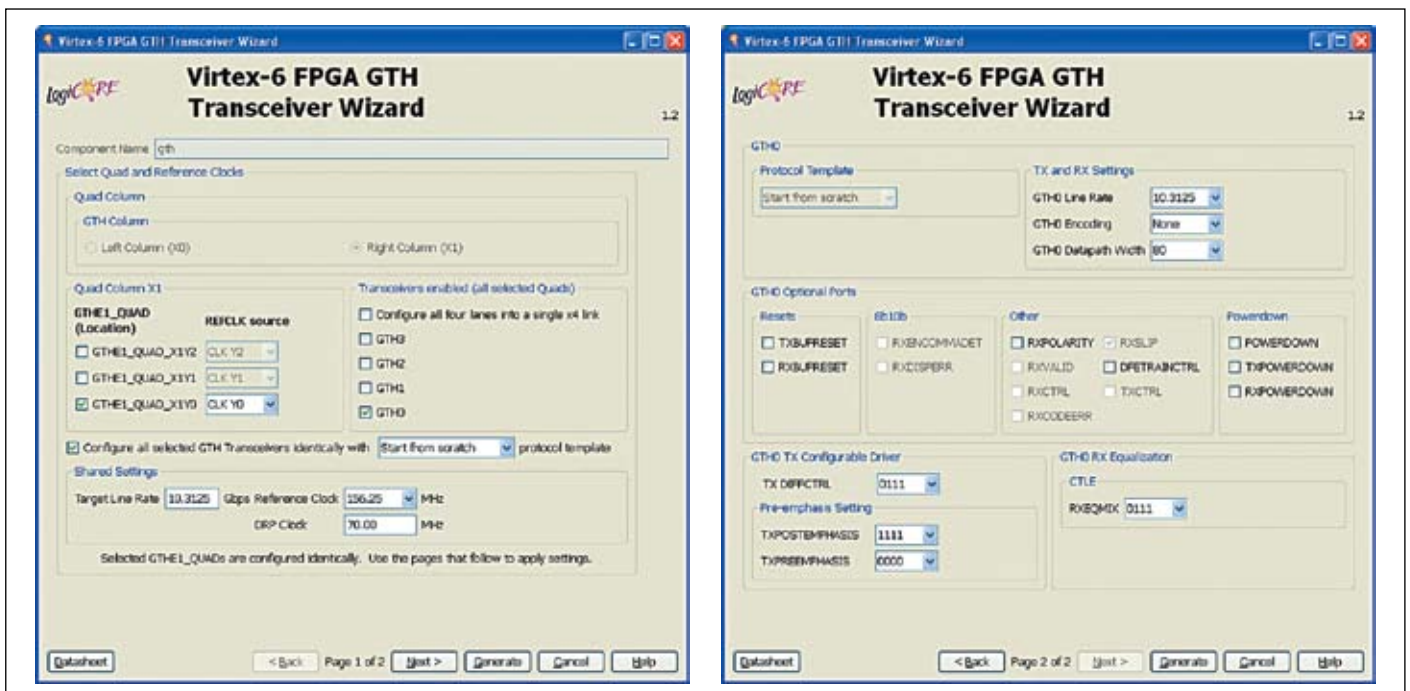 Virtex-6 FPGA GTH Transceiver Wizard
logiCORE
Virtex-6 FPGA GTH
Transceiver Wizard
1.2
Component Name gth
Select Quad and Reference Clocks
Quad Column
GTH Column
Left Column (X0) Right Column (X1)
Quad Column X1
GTHE1_QUAD
(Location) REFCLK source
GTHE1_QUAD_X1Y2 CLK Y2
GTHE1_QUAD_X1Y1 CLK Y1
GTHE1_QUAD_X1Y0 CLK Y0
Transceivers enabled (all selected Quads)
Configure all four lanes into a single x4 link
GTH3
GTH2
GTH1
GTH0
Configure all selected GTH Transceivers identically with Start from scratch protocol template
Shared Settings
Target Line Rate 10.3125 Gbps Reference Clock 156.25 MHz
DRP Clock 70.00 MHz
Selected GTHE1_QUADs are configured identically. Use the pages that follow to apply settings.
Datasheet < Back Page 1 of 2 Next > Generate Cancel Help
Virtex-6 FPGA GTH Transceiver Wizard
logiCORE
Virtex-6 FPGA GTH
Transceiver Wizard
1.2
GTH0
Protocol Template
Start from scratch
TX and RX Settings
GTH0 Line Rate 10.3125
GTH0 Encoding None
GTH0 Datapath Width 80
GTH0 Optional Ports
Resets
TXBUFRESET
RXBUFRESET
8b10b
RXENCOMMADET
RXDISPERR
Other
RXPOLARITY RXSLIP
RXVALID DFETRAINCTRL
RXCTRL TXCTRL
RXCODEERR
Powerdown
POWERDOWN
TXPOWERDOWN
RXPOWERDOWN
GTH0 TX Configurable Driver
TX DIFFCTRL 0111
Pre-emphasis Setting
TXPOSTEMPHASIS 1111
TXPREEMPHASIS 0000
GTH0 RX Equalization
CTLE
RXEQMIX 0111
Datasheet < Back Page 2 of 2 Next > Generate Cancel Help